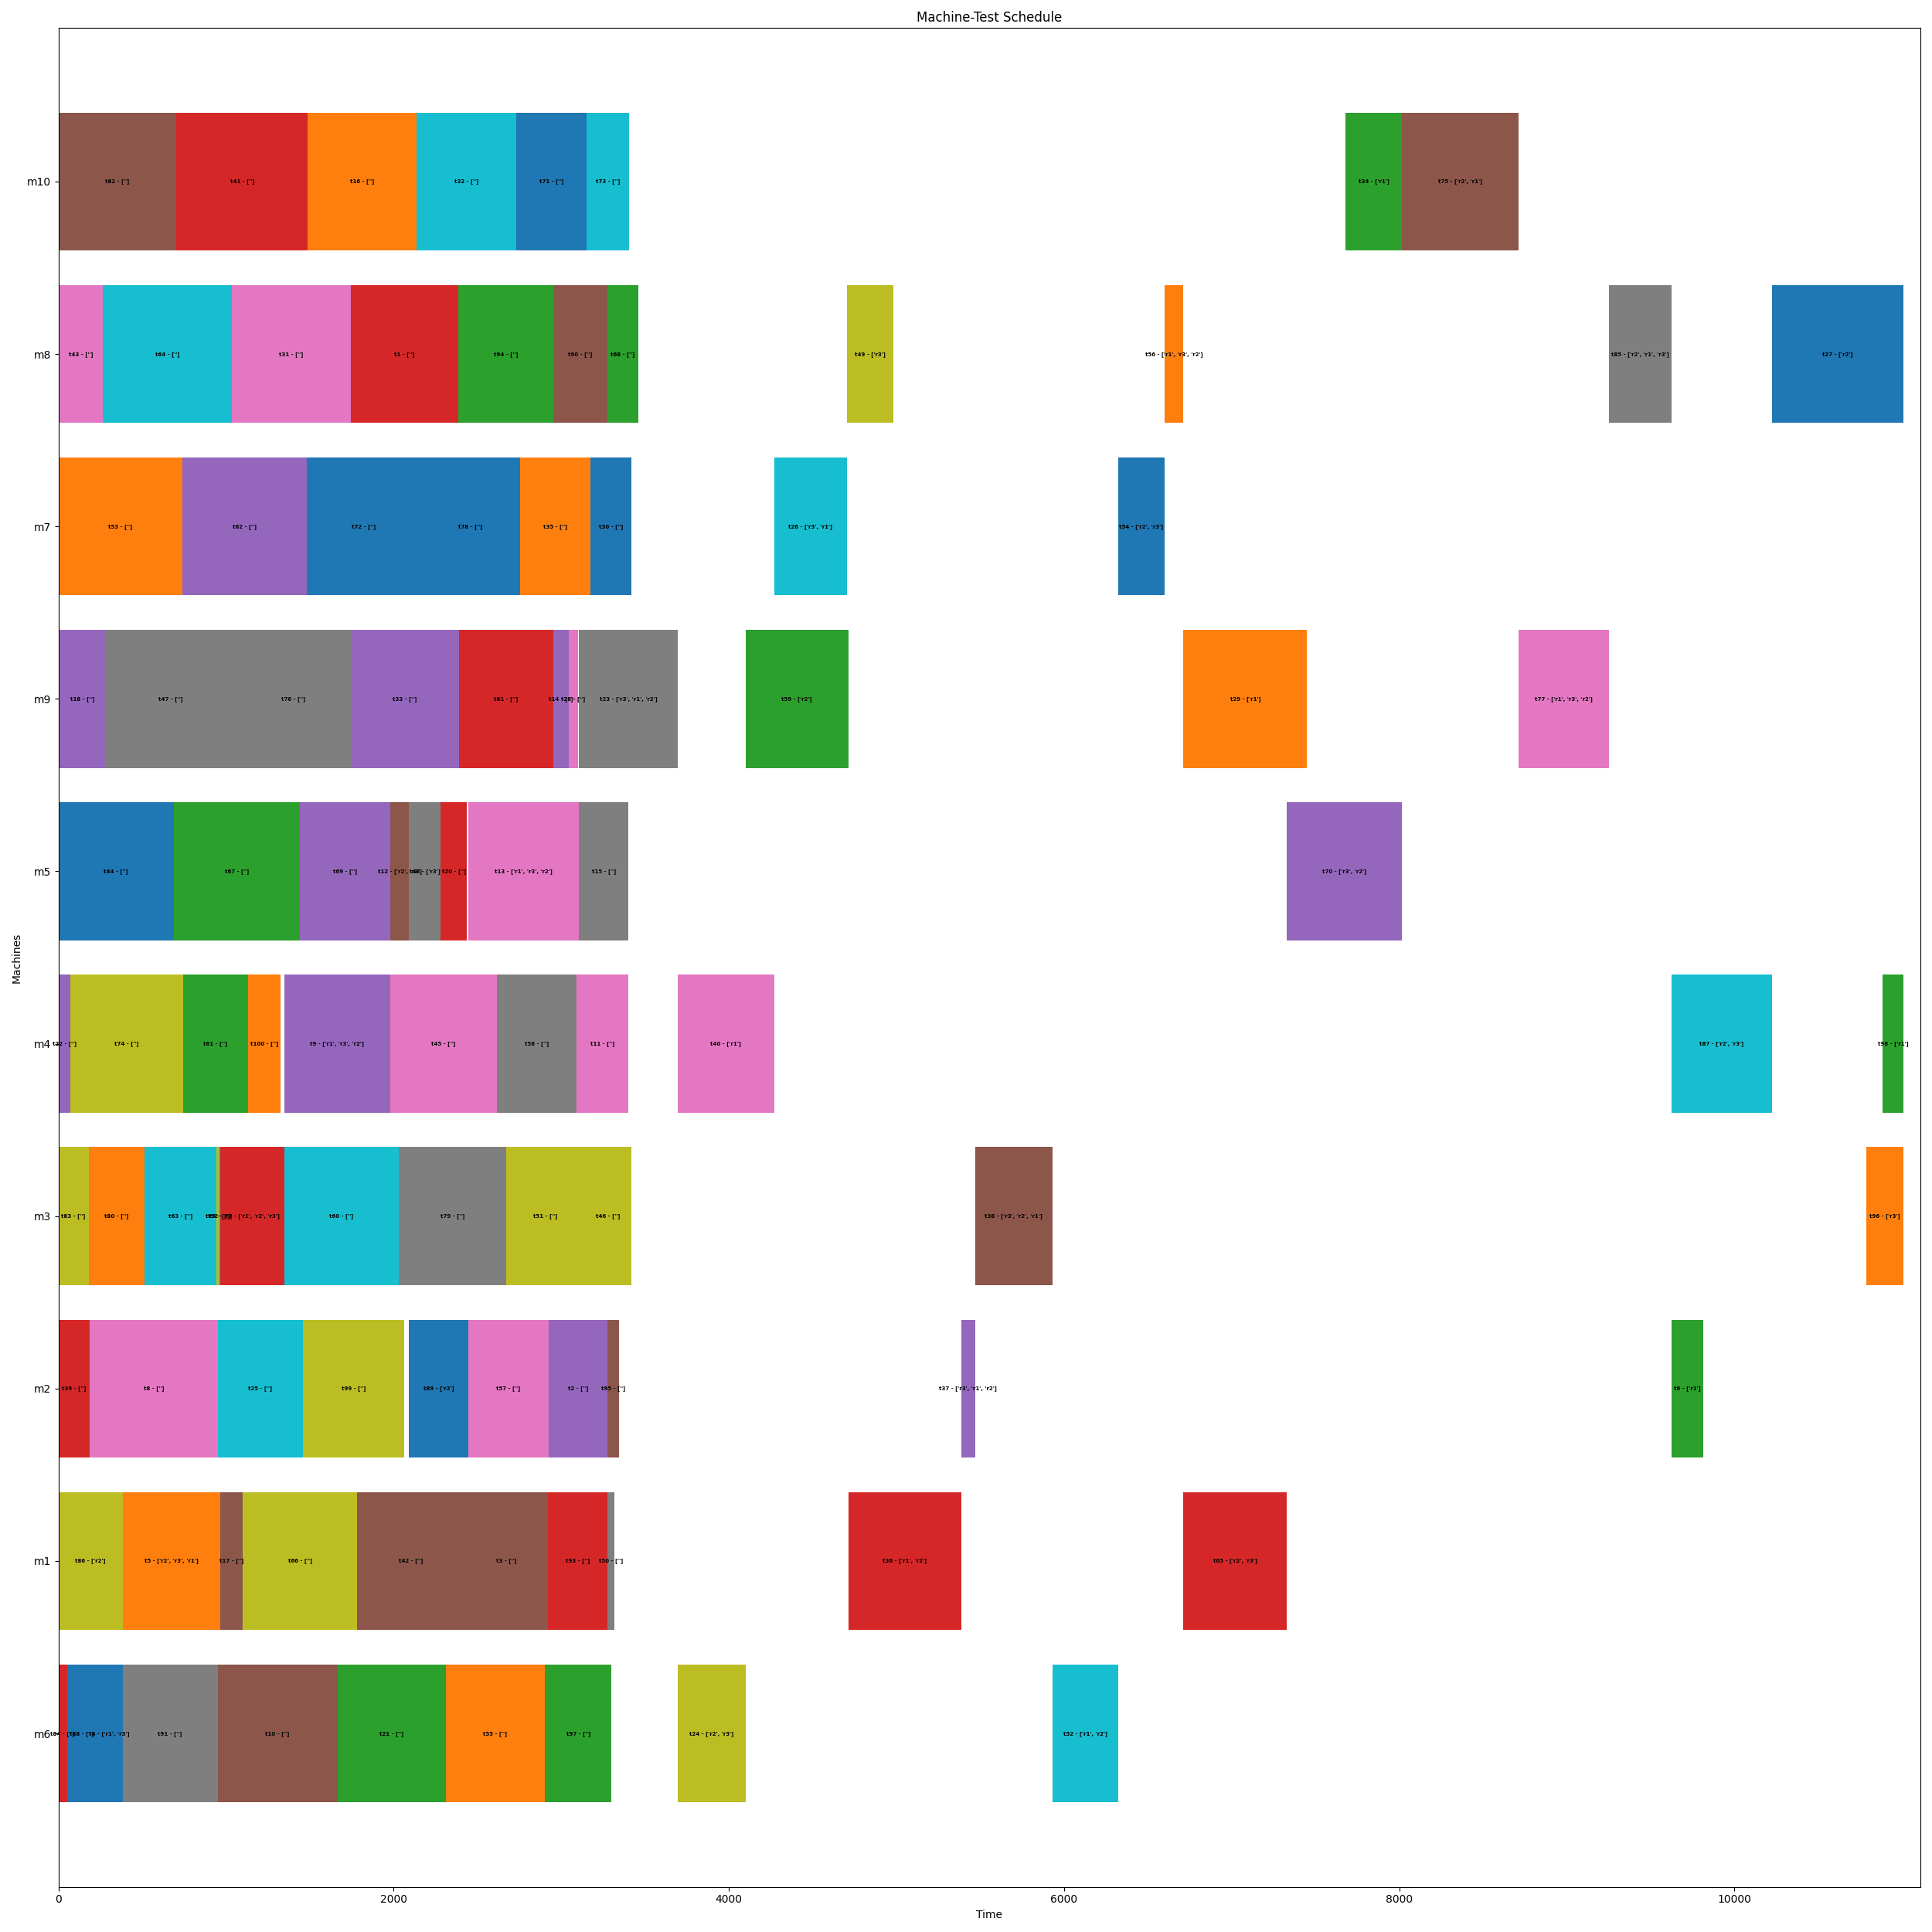 Machine-Test Schedule
m10
t82 - ['']
t41 - ['']
t16 - ['']
t32 - ['']
t71 - ['']
t73 - ['']
t34 - ['r1']
t75 - ['r2', 'r1']
m8
t43 - ['']
t64 - ['']
t31 - ['']
t1 - ['']
t94 - ['']
t90 - ['']
t68 - ['']
t49 - ['r3']
t56 - ['r1', 'r3', 'r2']
t85 - ['r2', 'r1', 'r3']
t27 - ['r2']
m7
t53 - ['']
t62 - ['']
t72 - ['']
t78 - ['']
t35 - ['']
t30 - ['']
t26 - ['r3', 'r1']
t54 - ['r2', 'r3']
m9
t18 - ['']
t47 - ['']
t76 - ['']
t33 - ['']
t61 - ['']
t14
t23 - ['r3', 'r1', 'r2']
t59 - ['r2']
t29 - ['r1']
t77 - ['r1', 'r3', 'r2']
m5
t44 - ['']
t67 - ['']
t69 - ['']
t12 - ['r2',
- ['r3']
t20 - ['']
t13 - ['r1', 'r3', 'r2']
t15 - ['']
t70 - ['r3', 'r2']
m4
t22 - ['']
t74 - ['']
t81 - ['']
t100 - ['']
t9 - ['r1', 'r3', 'r2']
t45 - ['']
t58 - ['']
t11 - ['']
t40 - ['r1']
t87 - ['r2', 'r3']
t98 - ['r1']
m3
t83 - ['']
t80 - ['']
t63 - ['']
- ['r1', 'r2', 'r3']
t60 - ['']
t79 - ['']
t51 - ['']
t46 - ['']
t38 - ['r3', 'r2', 'r1']
t96 - ['r3']
m2
t39 - ['']
t8 - ['']
t25 - ['']
t99 - ['']
t89 - ['r2']
t57 - ['']
t2 - ['']
t95 - ['']
t37 - ['r3', 'r1', 'r2']
t6 - ['r1']
m1
t86 - ['r2']
t5 - ['r2', 'r3', 'r1']
t17 - ['']
t66 - ['']
t42 - ['']
t3 - ['']
t93 - ['']
t50 - ['']
t36 - ['r1', 'r2']
t65 - ['r2', 'r3']
m6
- ['r1', 'r3']
t91 - ['']
t10 - ['']
t21 - ['']
t55 - ['']
t97 - ['']
t24 - ['r2', 'r3']
t52 - ['r1', 'r2']
Machines
0
2000
4000
6000
8000
10000
Time